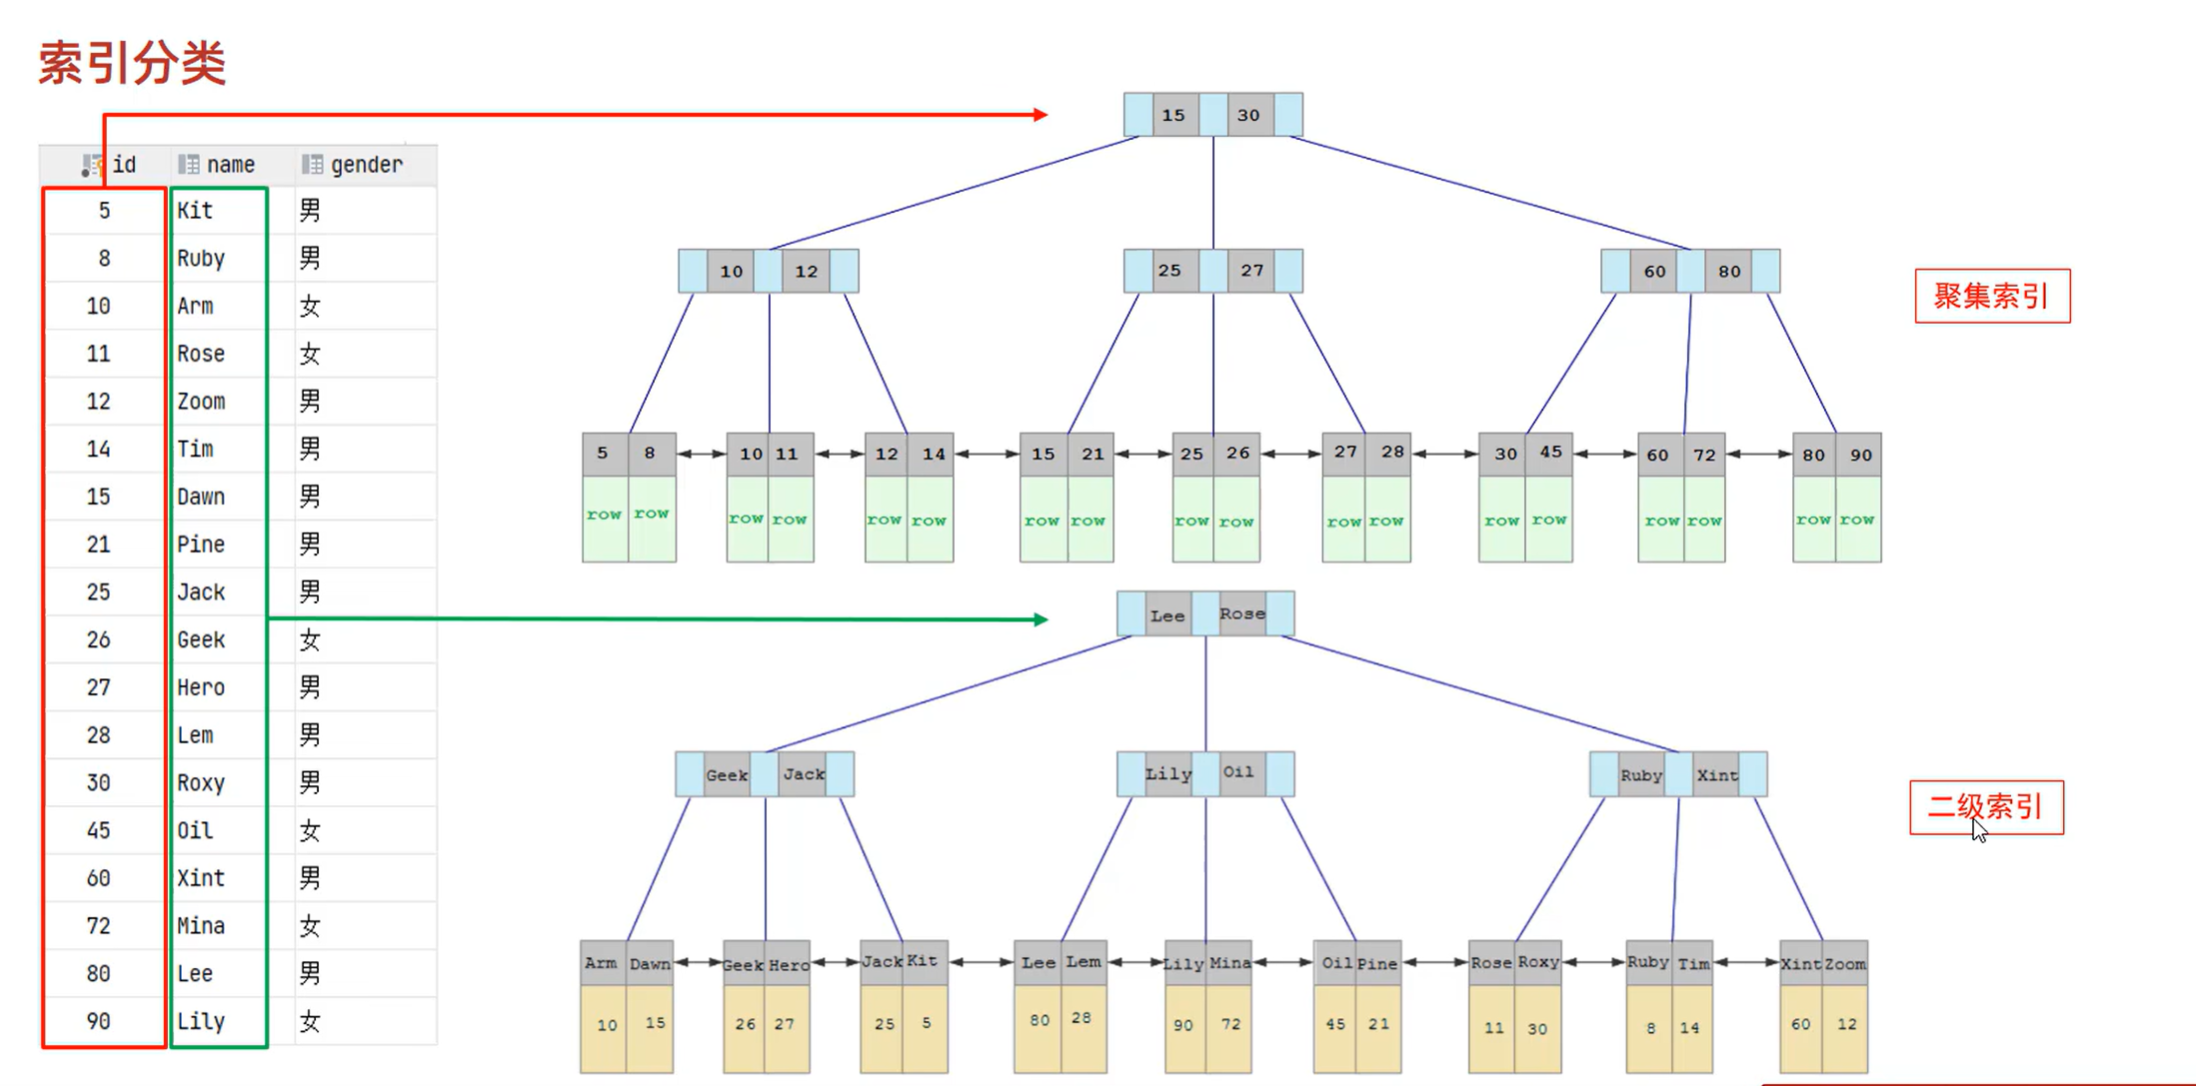 索引分类
id name gender
5 Kit 男
8 Ruby 男
10 Arm 女
11 Rose 女
12 Zoom 男
14 Tim 男
15 Dawn 男
21 Pine 男
25 Jack 男
26 Geek 女
27 Hero 男
28 Lem 男
30 Roxy 男
45 Oil 女
60 Xint 男
72 Mina 女
80 Lee 男
90 Lily 女
15 30
10 12 25 27 60 80
聚集索引
5 8 10 11 12 14 15 21 25 26 27 28 30 45 60 72 80 90
row row row row row row row row row row row row row row row row row row
Lee Rose
Geek Jack Lily Oil Ruby Xint
二级索引
Arm Dawn Geek Hero Jack Kit Lee Lem Lily Mina Oil Pine Rose Roxy Ruby Tim Xint Zoom
10 15 26 27 25 5 80 28 90 72 45 21 11 30 8 14 60 12